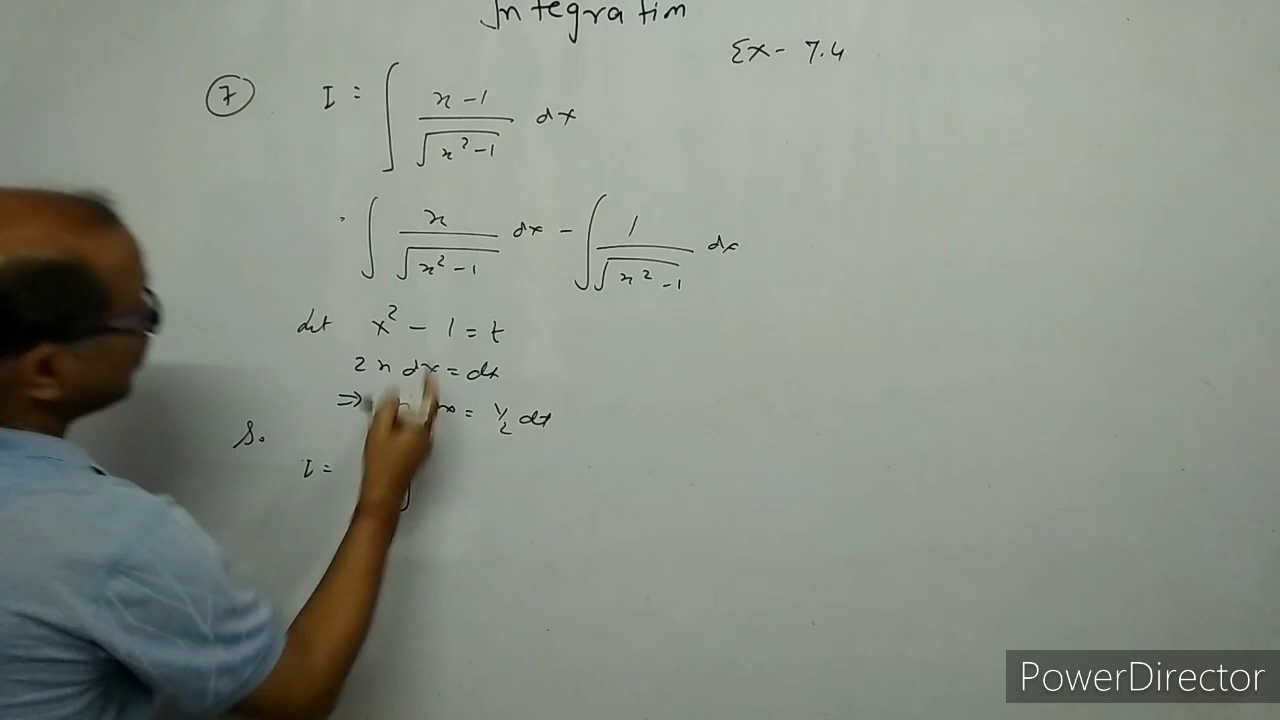 Integration
Ex - 7.4
7 I = ∫ x-1 / √x²-1 dx
= ∫ x / √x²-1 dx - ∫ 1 / √x²-1 dx
Let x² - 1 = t
2x dx = dt
⇒ = 1/2 dt
So
I = ∫
PowerDirector